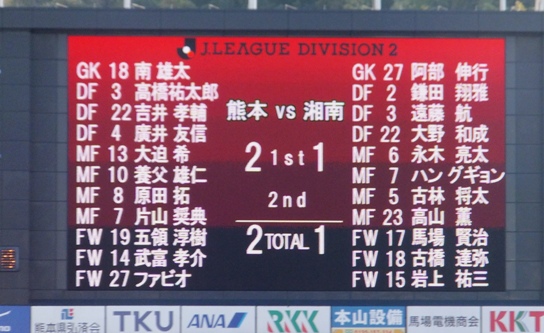 J.LEAGUE DIVISION 2
GK 18 南 雄太
DF 3 高橋祐太郎
DF 22 吉井 孝輔
DF 4 廣井 友信
MF 13 大迫 希
MF 10 養父 雄仁
MF 8 原田 拓
MF 7 片山 奨典
FW 19 五領 淳樹
FW 14 武富 孝介
FW 27 ファビオ
熊本 vs 湘南
2 1st 1
2nd
2 TOTAL 1
GK 27 阿部 伸行
DF 2 鎌田 翔雅
DF 3 遠藤 航
DF 22 大野 和成
MF 6 永木 亮太
MF 7 ハン グギョン
MF 5 古林 将太
MF 23 高山 薫
FW 17 馬場 賢治
FW 18 古橋 達弥
FW 15 岩上 祐三
熊本県弘済会 TKU ANA RKK 本山設備 馬場電機商会 KKT